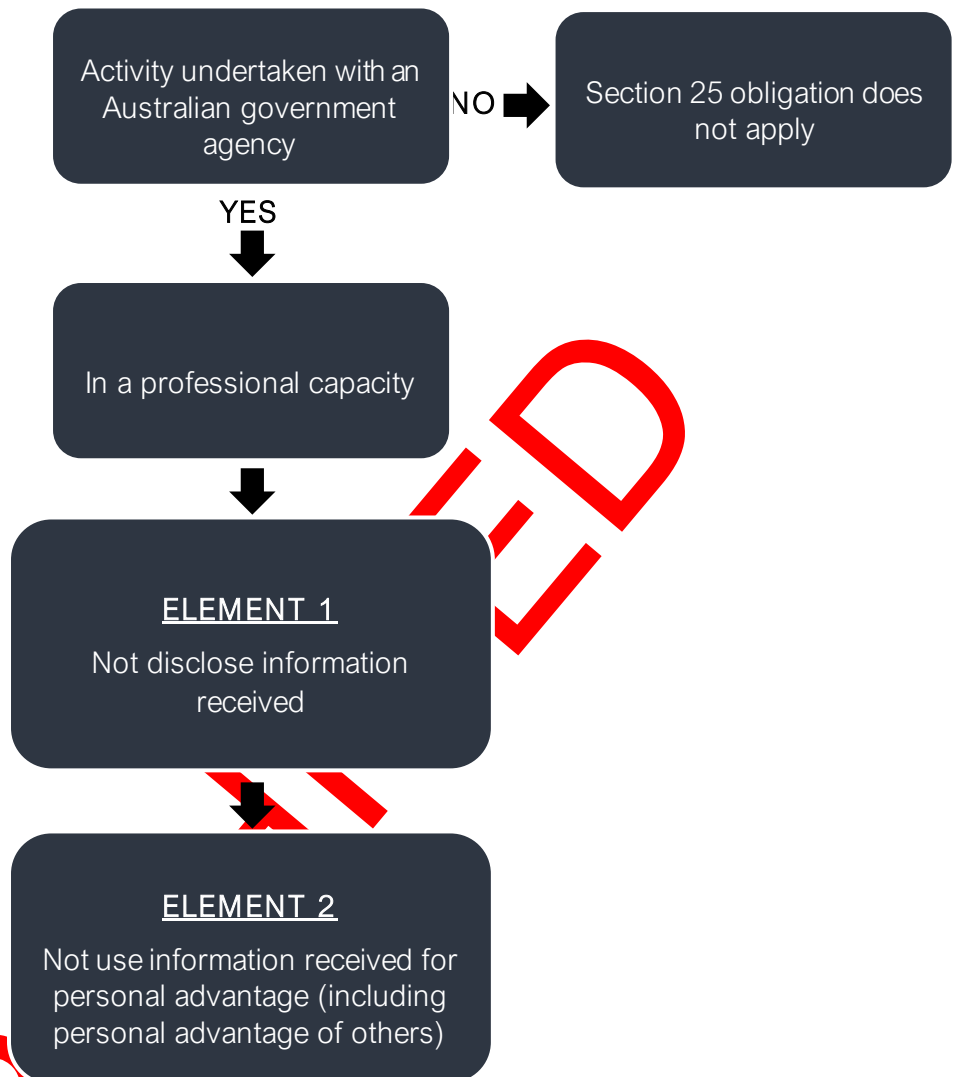 Activity undertaken with an
Australian government
agency
NO
Section 25 obligation does
not apply
YES
In a professional capacity
ELEMENT 1
Not disclose information
received
ELEMENT 2
Not use information received for
personal advantage (including
personal advantage of others)